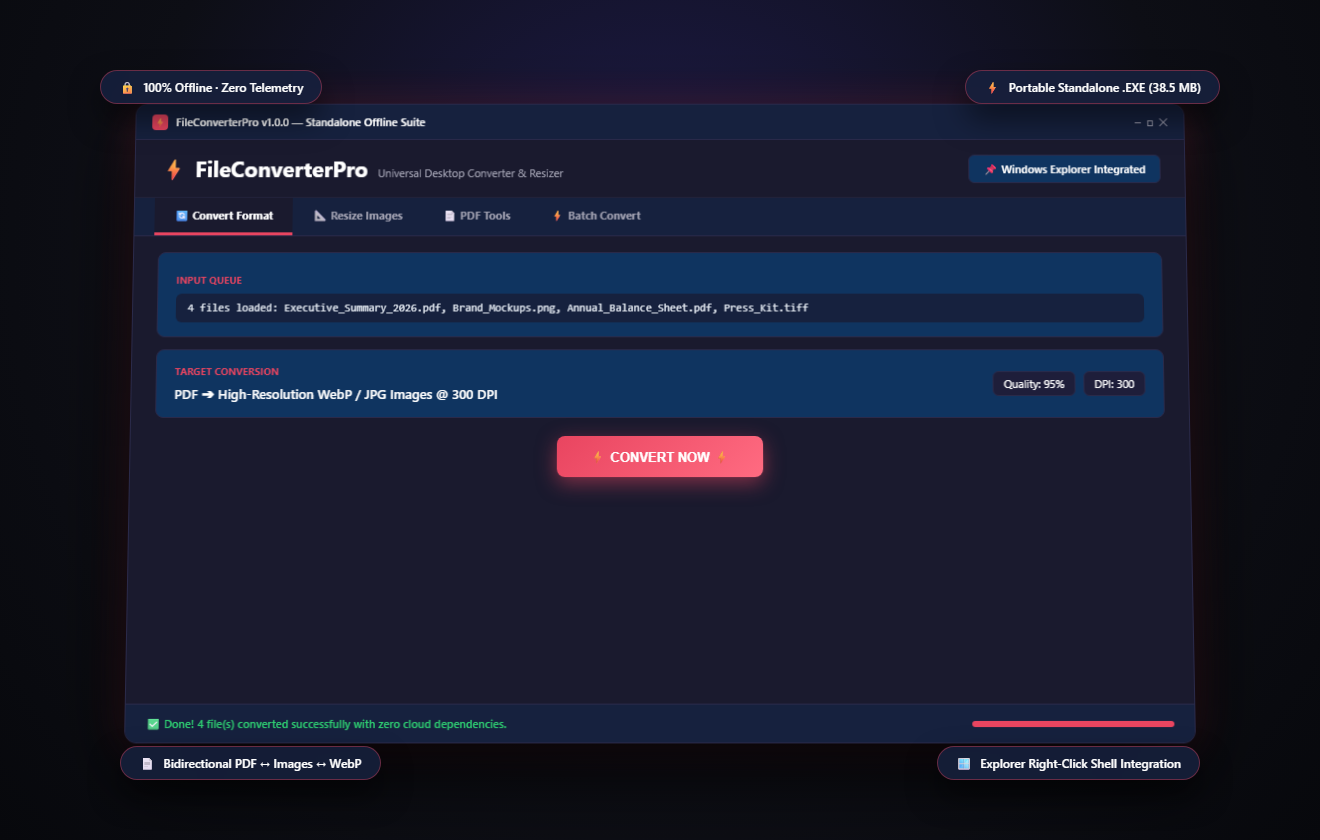 🔒 100% Offline · Zero Telemetry
⚡ Portable Standalone .EXE (38.5 MB)
FileConverterPro v1.0.0 — Standalone Offline Suite
⚡ FileConverterPro Universal Desktop Converter & Resizer
📌 Windows Explorer Integrated
🔄 Convert Format 📐 Resize Images 📄 PDF Tools ⚡ Batch Convert
INPUT QUEUE
4 files loaded: Executive_Summary_2026.pdf, Brand_Mockups.png, Annual_Balance_Sheet.pdf, Press_Kit.tiff
TARGET CONVERSION
PDF ➔ High-Resolution WebP / JPG Images @ 300 DPI
Quality: 95% DPI: 300
⚡ CONVERT NOW ⚡
✅ Done! 4 file(s) converted successfully with zero cloud dependencies.
📄 Bidirectional PDF ↔ Images ↔ WebP
Explorer Right-Click Shell Integration